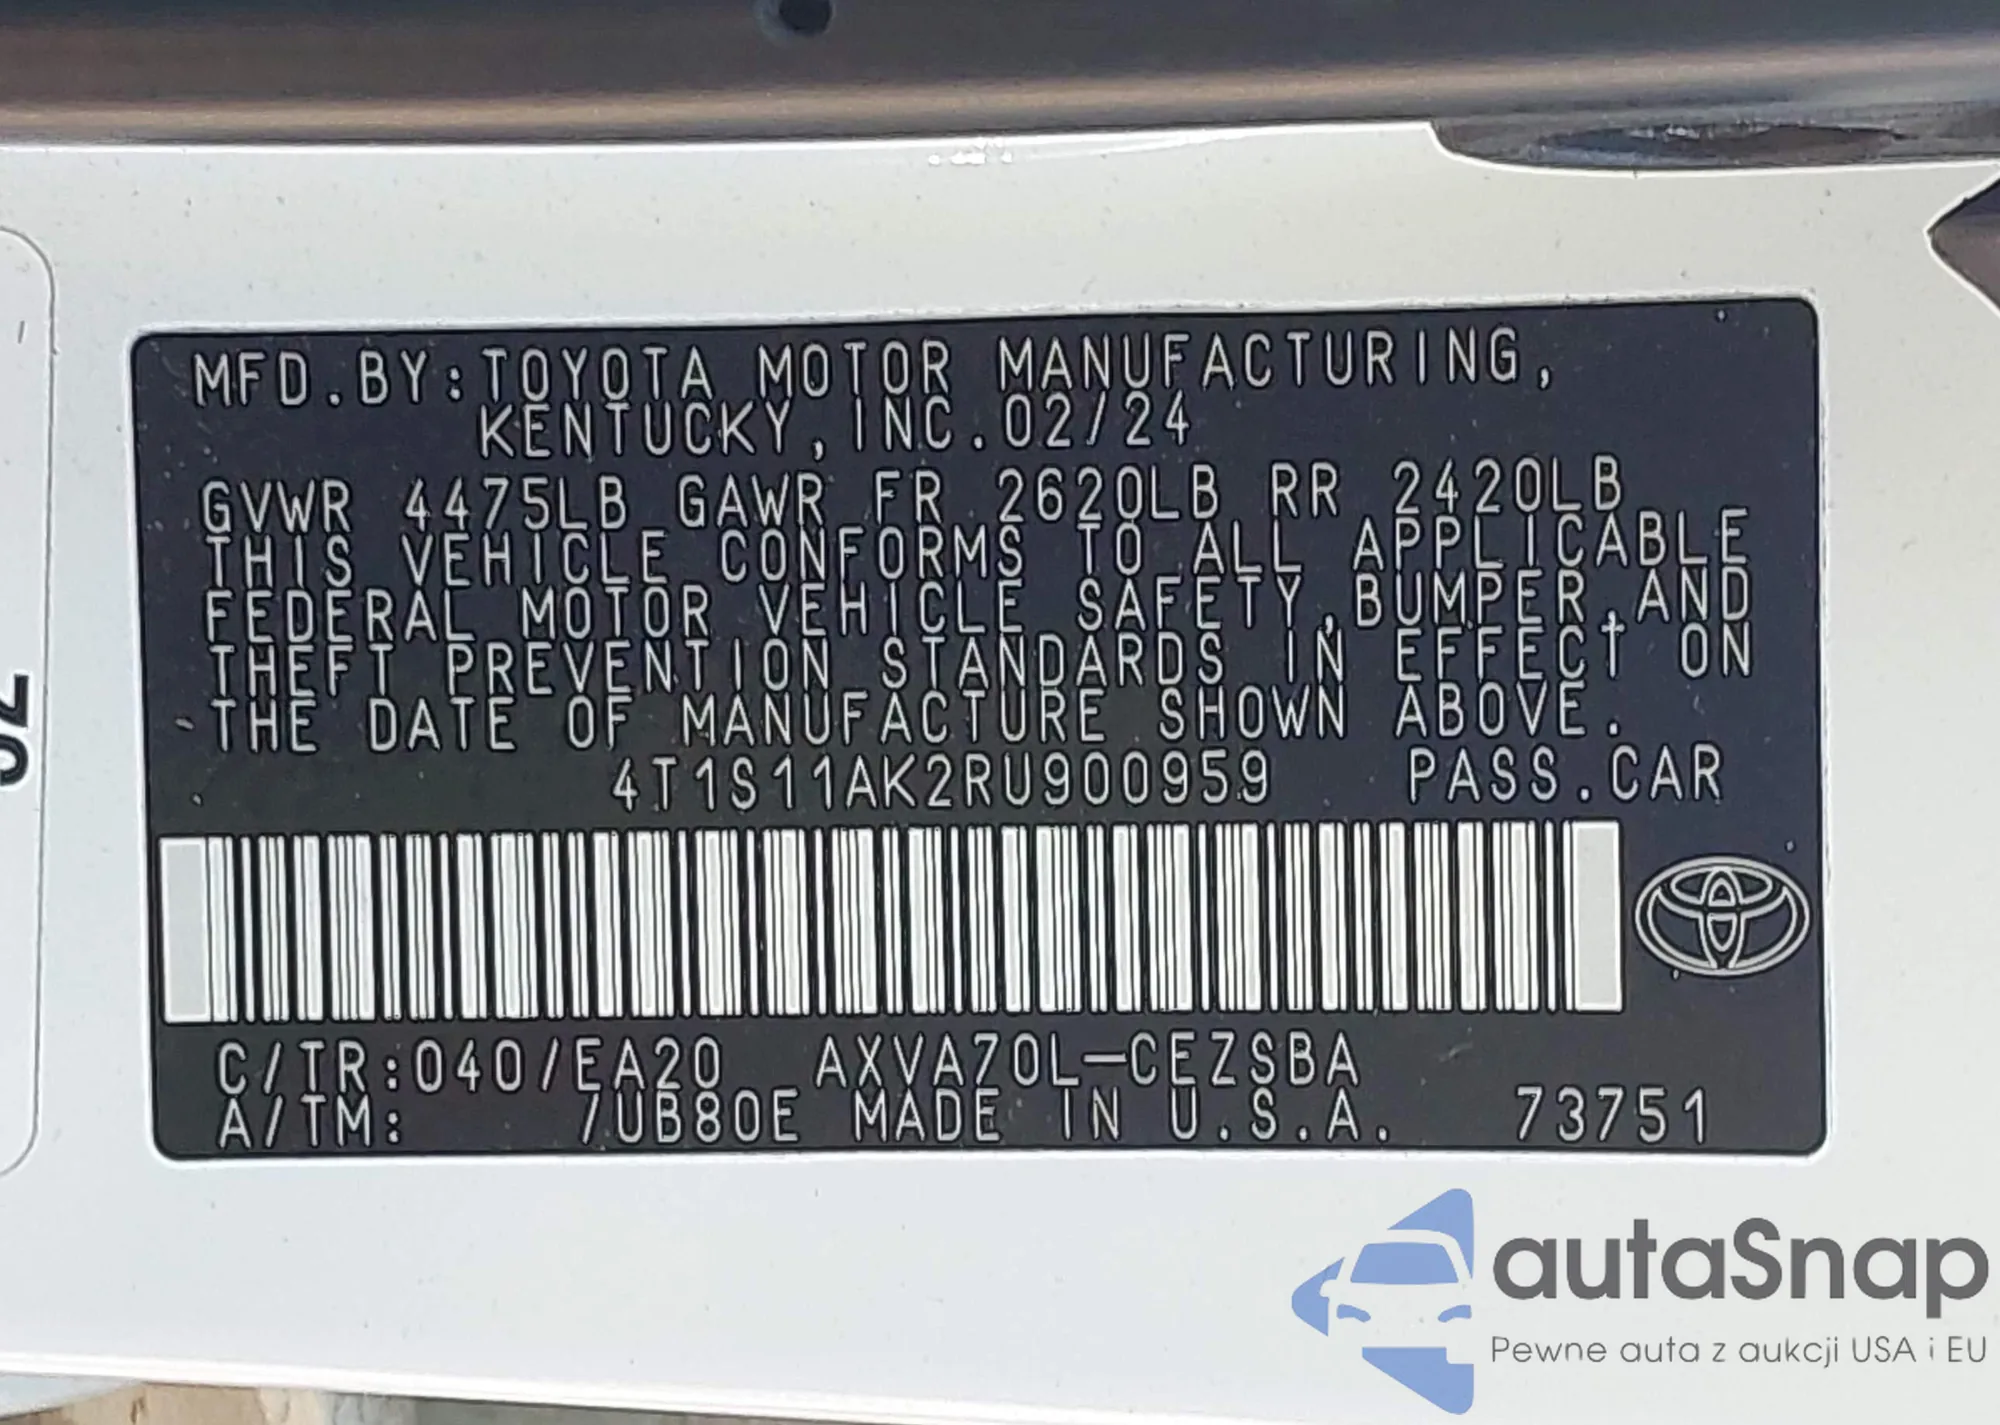 MFD.BY:TOYOTA MOTOR MANUFACTURING,
KENTUCKY,INC.02/24
GVWR 4475LB GAWR FR 2620LB RR 2420LB
THIS VEHICLE CONFORMS TO ALL APPLICABLE
FEDERAL MOTOR VEHICLE SAFETY,BUMPER,AND
THEFT PREVENTION STANDARDS IN EFFECT ON
THE DATE OF MANUFACTURE SHOWN ABOVE.
4T1S11AK2RU900959 PASS.CAR
C/TR:040/EA20 AXVA70L-CEZSBA
A/TM: /UB80E MADE IN U.S.A. 73751
autaSnap
Pewne auta z aukcji USA i EU